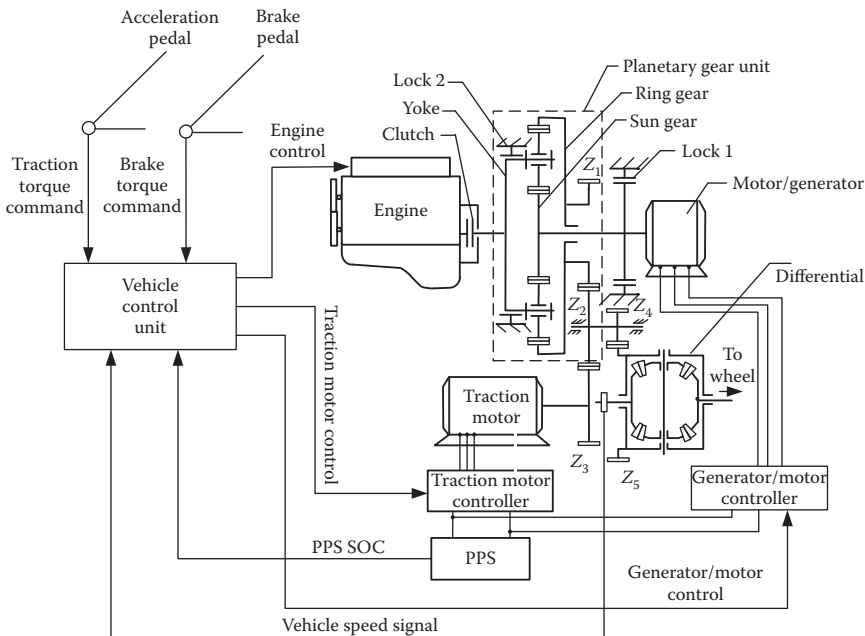 Acceleration
pedal
Brake
pedal
Planetary gear unit
Lock 2
Ring gear
Yoke
Sun gear
Clutch
Engine
control
Z1
Lock 1
Traction
torque
command
Brake
torque
command
Motor/generator
Engine
Vehicle
control
unit
Differential
Z2
Z4
Traction motor control
To
wheel
Traction
motor
Z3
Z5
Traction motor
controller
Generator/motor
controller
PPS SOC
PPS
Generator/motor
control
Vehicle speed signal